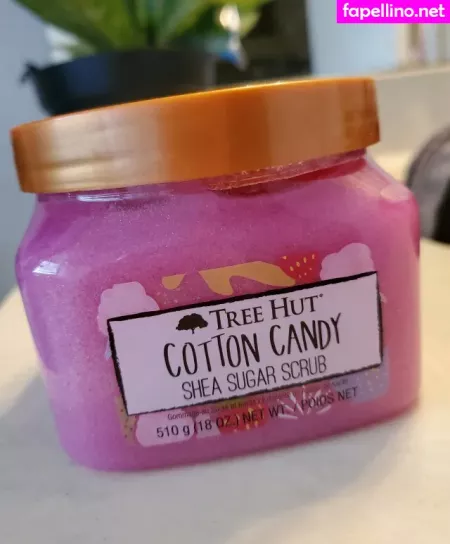 fapellino.net
TREE HUT®
COTTON CANDY
SHEA SUGAR SCRUB
510 g (18 OZ.) NET WT. / POIDS NET